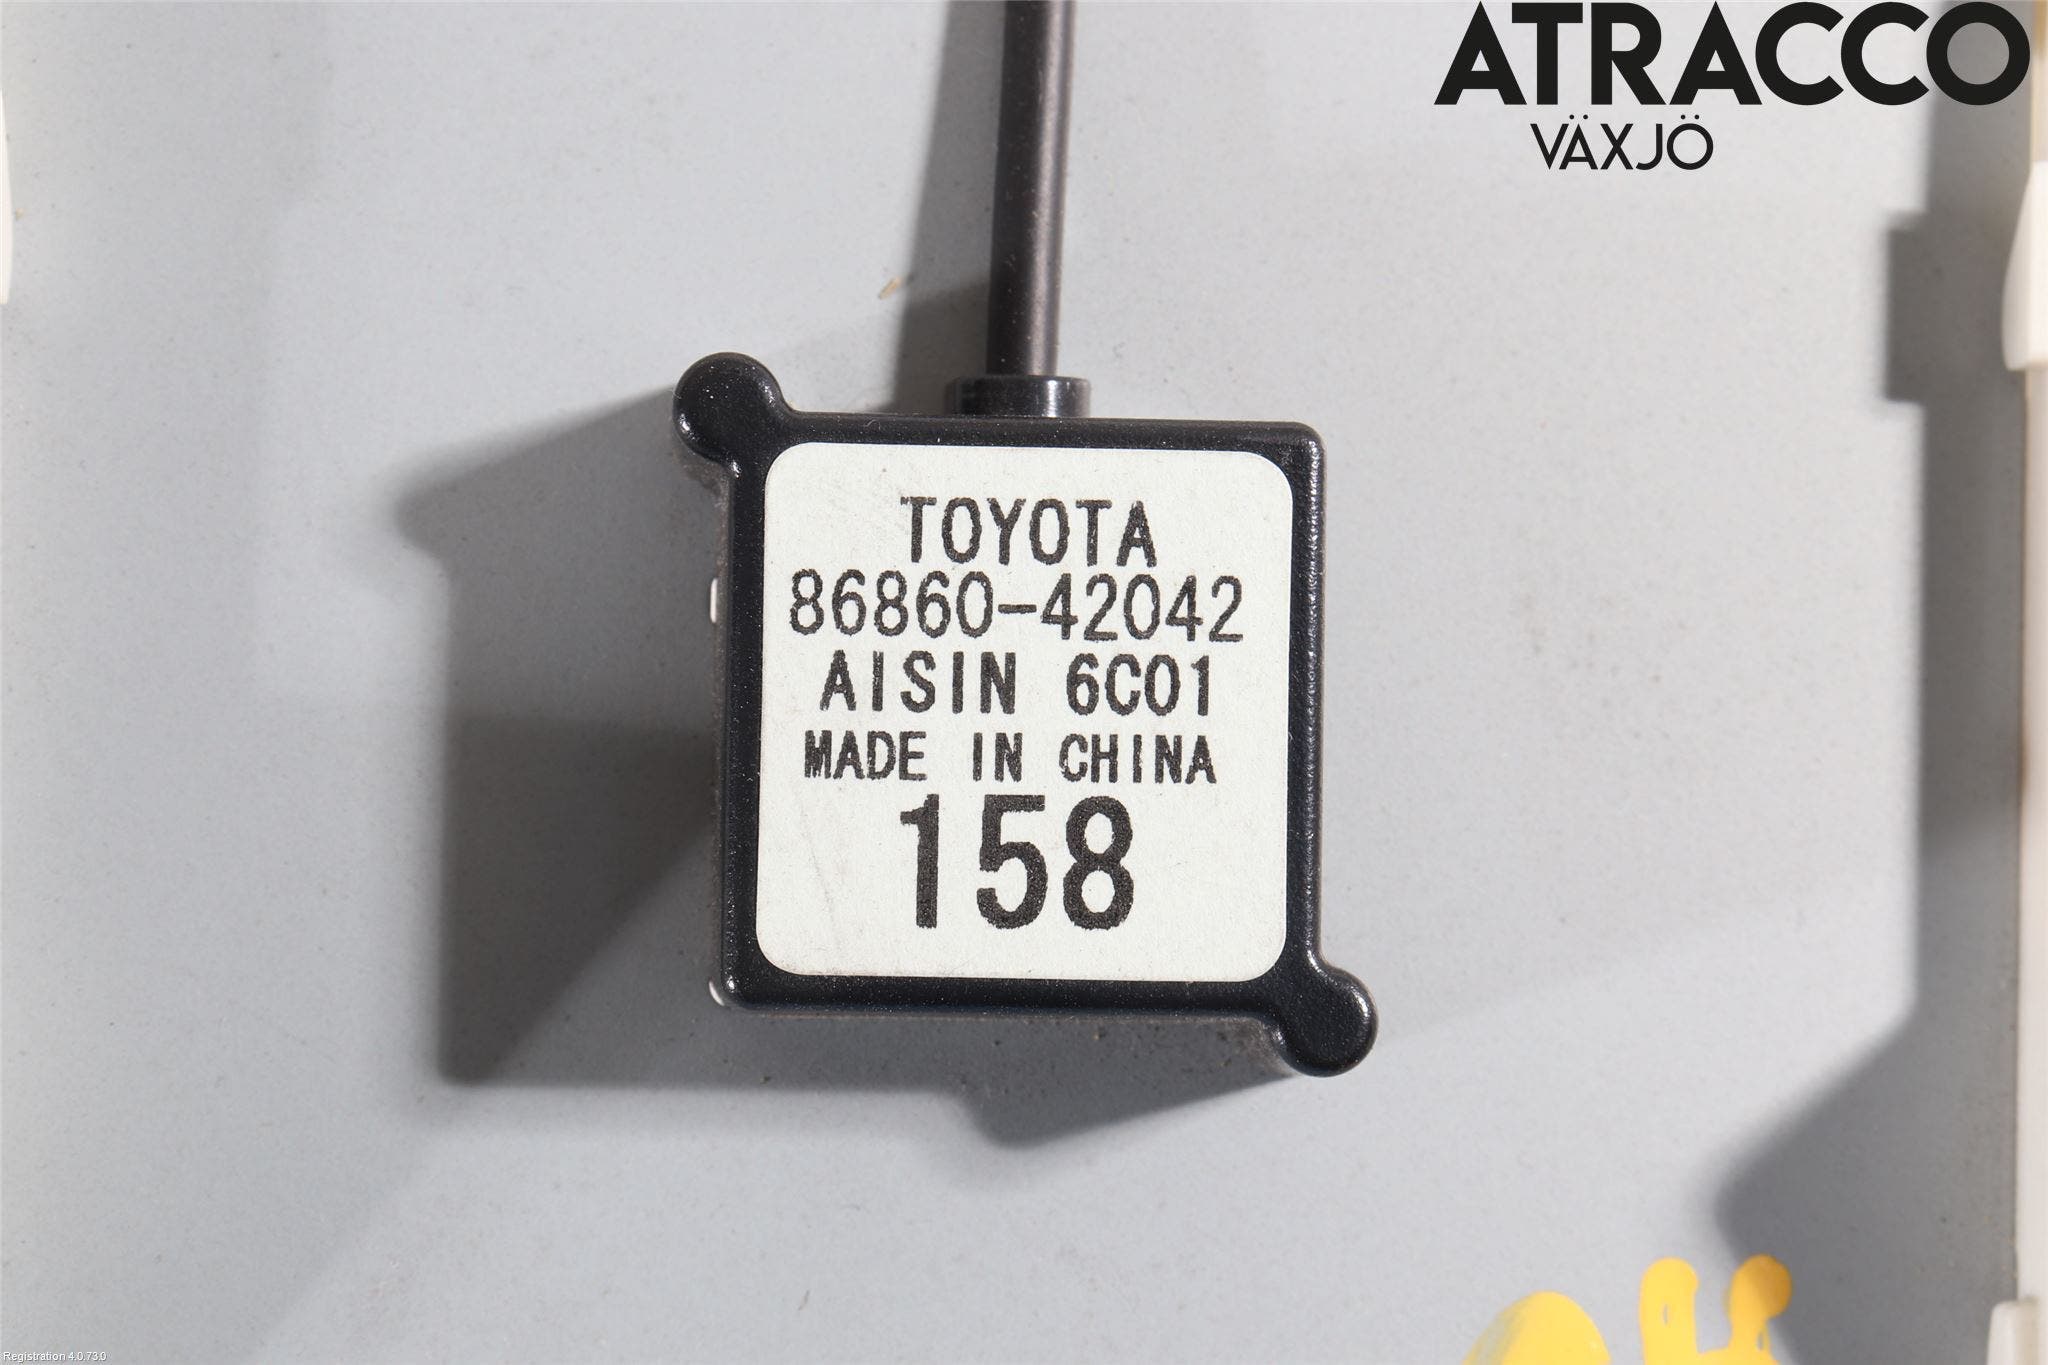 ATRACCO
VÄXJÖ
TOYOTA
86860-42042
AISIN 6C01
MADE IN CHINA
158
Registration 4.0.73.0